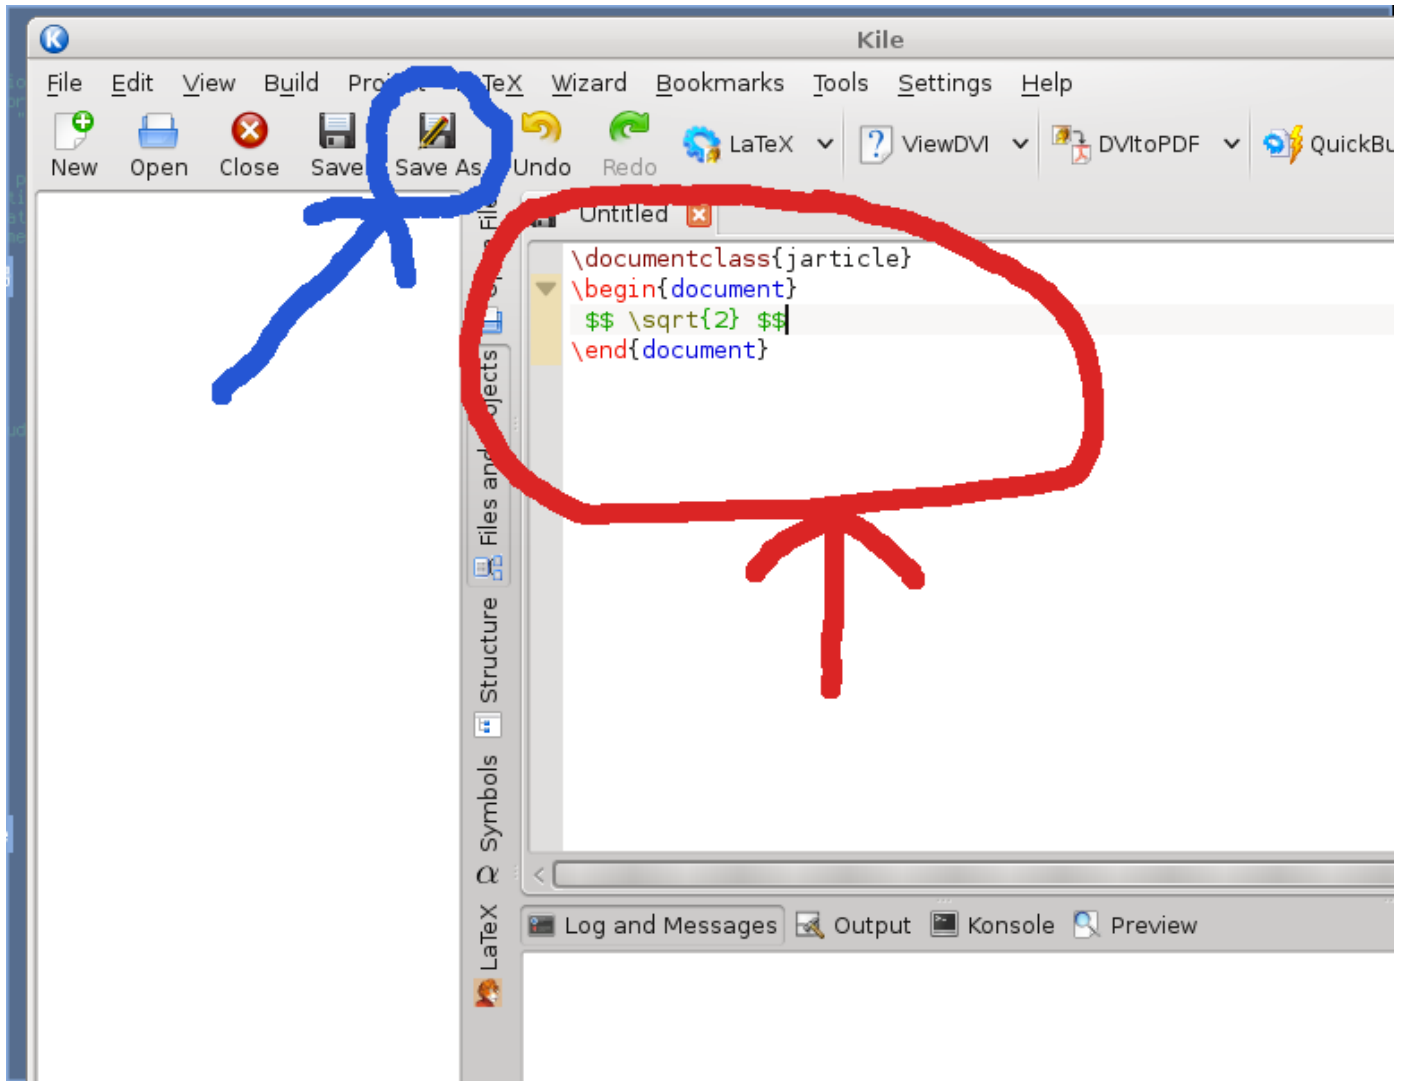 Kile
File Edit View Build LaTeX Wizard Bookmarks Tools Settings Help
New Open Close Save Save As Undo Redo LaTeX ViewDVI DVItoPDF
Untitled
\documentclass{jarticle}
\begin{document}
$$ \sqrt{2} $$
\end{document}
Files and Projects
Structure
Symbols
α
LaTeX
Log and Messages Output Konsole Preview